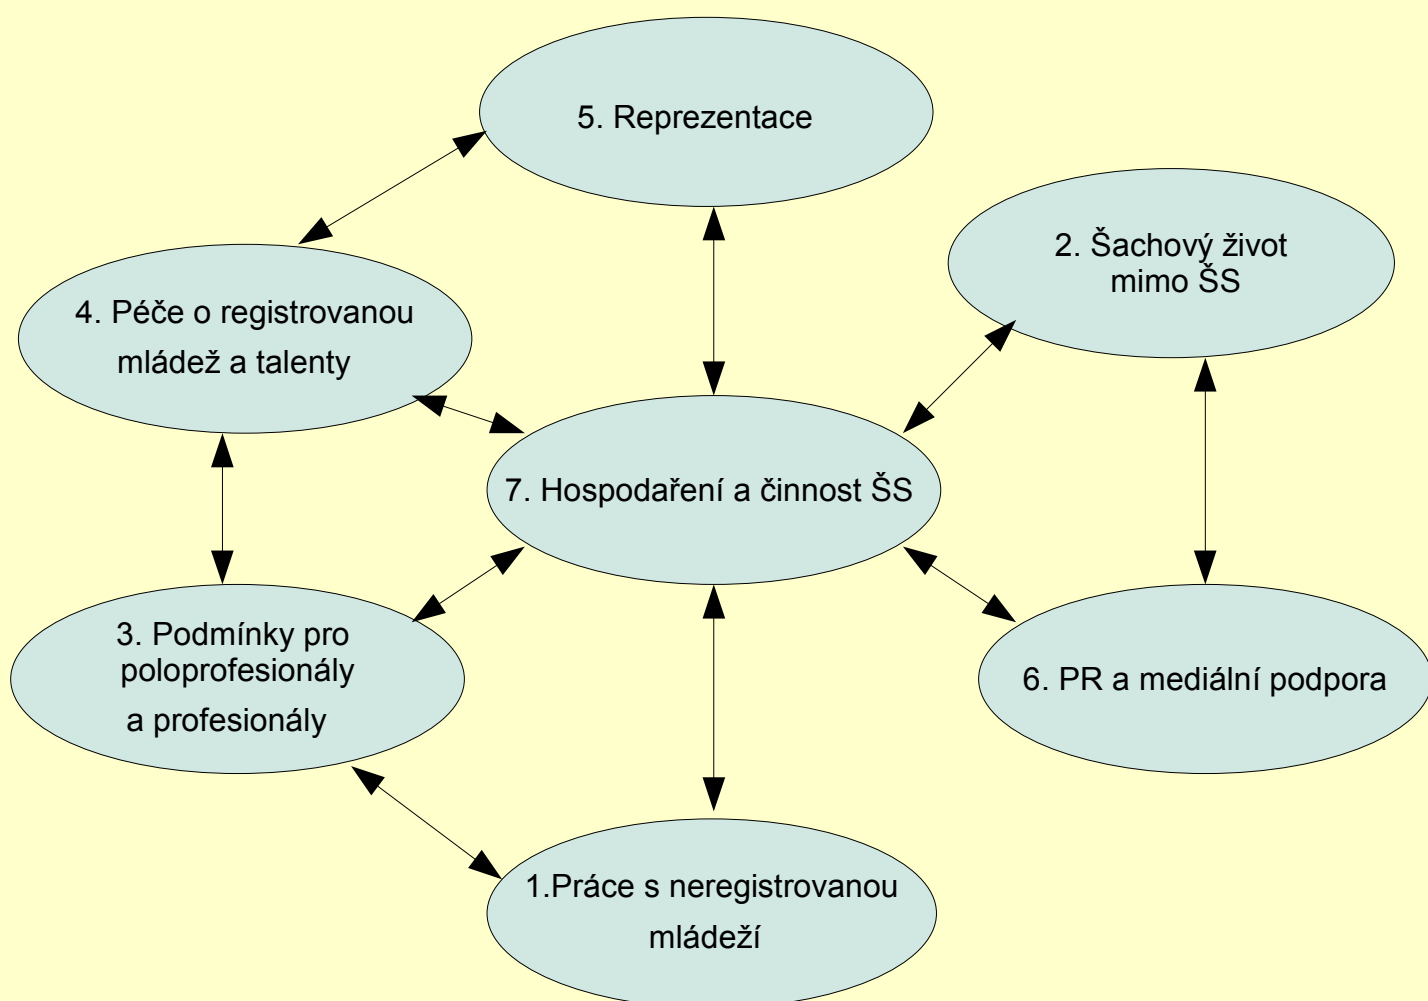 5. Reprezentace
2. Šachový život
mimo ŠS
4. Péče o registrovanou
mládež a talenty
7. Hospodaření a činnost ŠS
3. Podmínky pro
poloprofesionály
a profesionály
6. PR a mediální podpora
1.Práce s neregistrovanou
mládeží